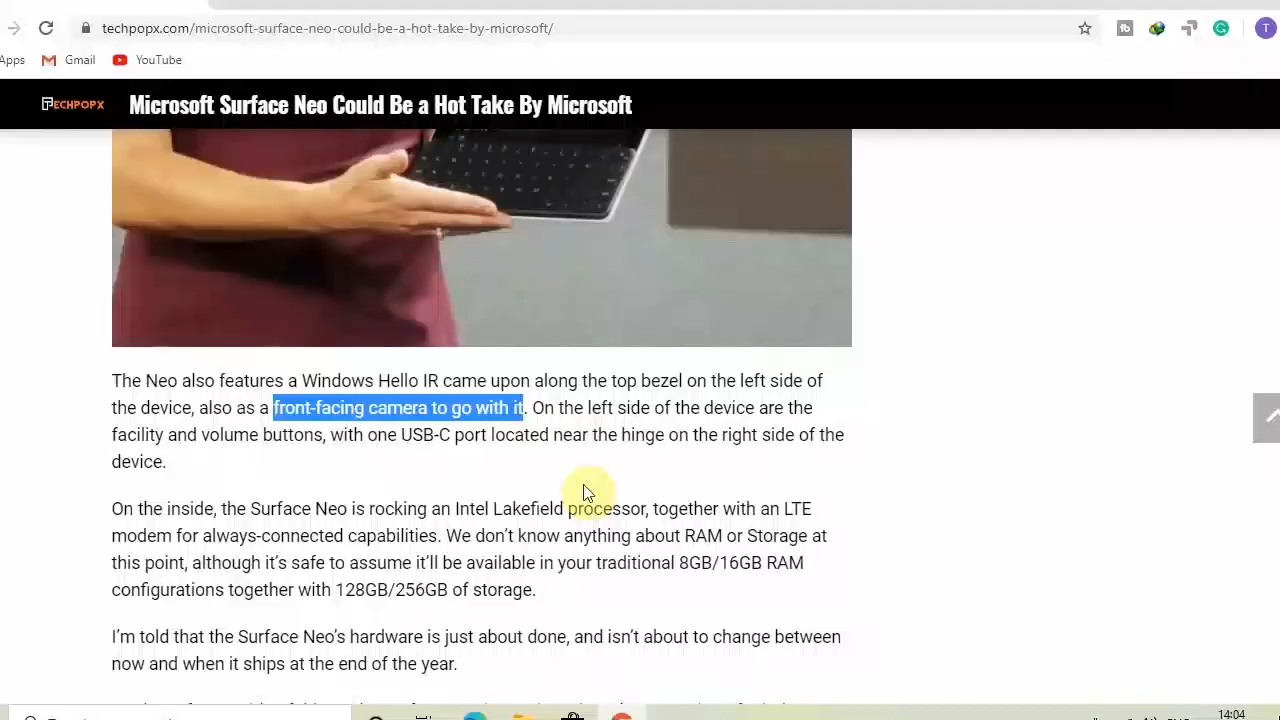 techpopx.com/microsoft-surface-neo-could-be-a-hot-take-by-microsoft/
T
Apps Gmail YouTube
TECHPOPX Microsoft Surface Neo Could Be a Hot Take By Microsoft
The Neo also features a Windows Hello IR came upon along the top bezel on the left side of
the device, also as a front-facing camera to go with it. On the left side of the device are the
facility and volume buttons, with one USB-C port located near the hinge on the right side of the
device.
On the inside, the Surface Neo is rocking an Intel Lakefield processor, together with an LTE
modem for always-connected capabilities. We don't know anything about RAM or Storage at
this point, although it's safe to assume it'll be available in your traditional 8GB/16GB RAM
configurations together with 128GB/256GB of storage.
I'm told that the Surface Neo's hardware is just about done, and isn't about to change between
now and when it ships at the end of the year.
14:04